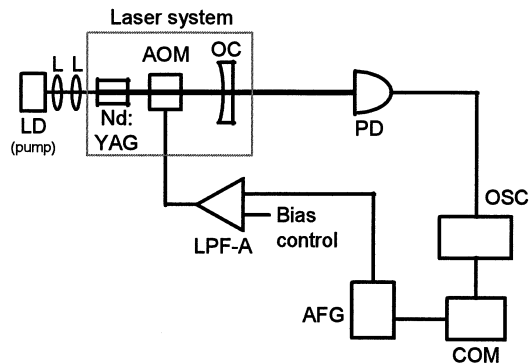 Laser system
L L
AOM
OC
LD
(pump)
Nd:
YAG
PD
OSC
Bias
control
LPF-A
AFG
COM